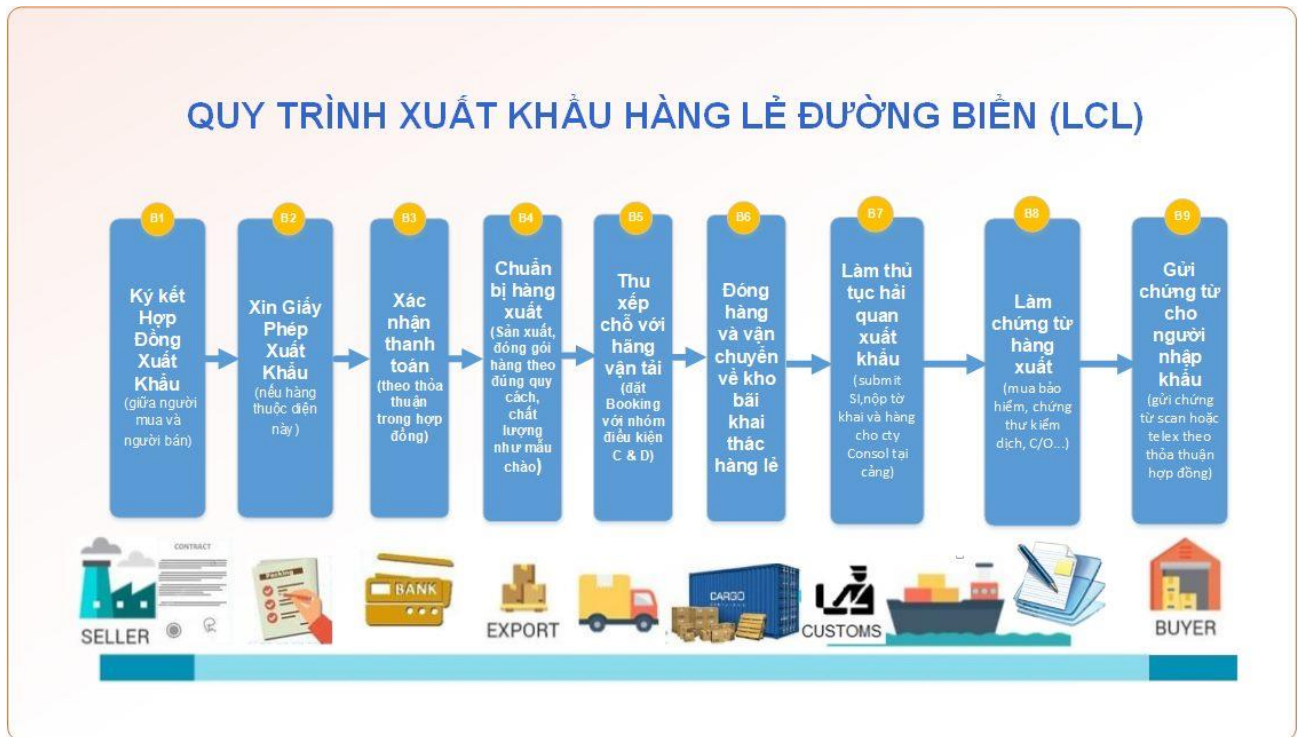 QUY TRÌNH XUẤT KHẨU HÀNG LẺ ĐƯỜNG BIỂN (LCL)
B1
Ký kết
Hợp
Đồng
Xuất
Khẩu
(giữa người
mua và
người bán)
B2
Xin Giấy
Phép
Xuất
Khẩu
(nếu hàng
thuộc diện
này)
B3
Xác
nhận
thanh
toán
(theo thỏa
thuận
trong hợp
đồng)
B4
Chuẩn
bị hàng
xuất
(Sản xuất,
đóng gói
hàng theo
đúng quy
cách,
chất
lượng
như mẫu
chào)
B5
Thu
xếp
chỗ với
hãng
vận tải
(đặt
Booking
với nhóm
điều kiện
C & D)
B6
Đóng
hàng
và vận
chuyển
về kho
bãi
khai
thác
hàng lẻ
B7
Làm thủ
tục hải
quan
xuất
khẩu
(submit
SI,nộp tờ
khai và hàng
cho cty
Consol tại
cảng)
B8
Làm
chứng từ
hàng
xuất
(mua bảo
hiểm, chứng
thư kiểm
dịch, C/O...)
B9
Gửi
chứng từ
cho
người
nhập
khẩu
(gửi chứng
từ scan hoặc
telex theo
thỏa thuận
hợp đồng)
SELLER
CONTRACT
BANK
EXPORT
CARGO
CUSTOMS
BUYER